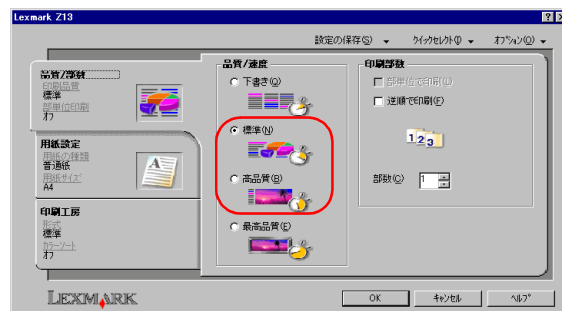 Lexmark Z13
設定の保存(S) クイックセレクト(I) オプション(O)
品質/部数
印刷品質
標準
部単位印刷
オフ
用紙設定
用紙の種類
普通紙
用紙サイズ
A4
印刷工房
形式
標準
カラーソート
オフ
品質/速度
下書き(Q)
標準(N)
高品質(B)
最高品質(E)
印刷部数
部単位で印刷(U)
逆順で印刷(F)
1 2 3
部数(C) 1
LEXMARK
OK キャンセル ヘルプ